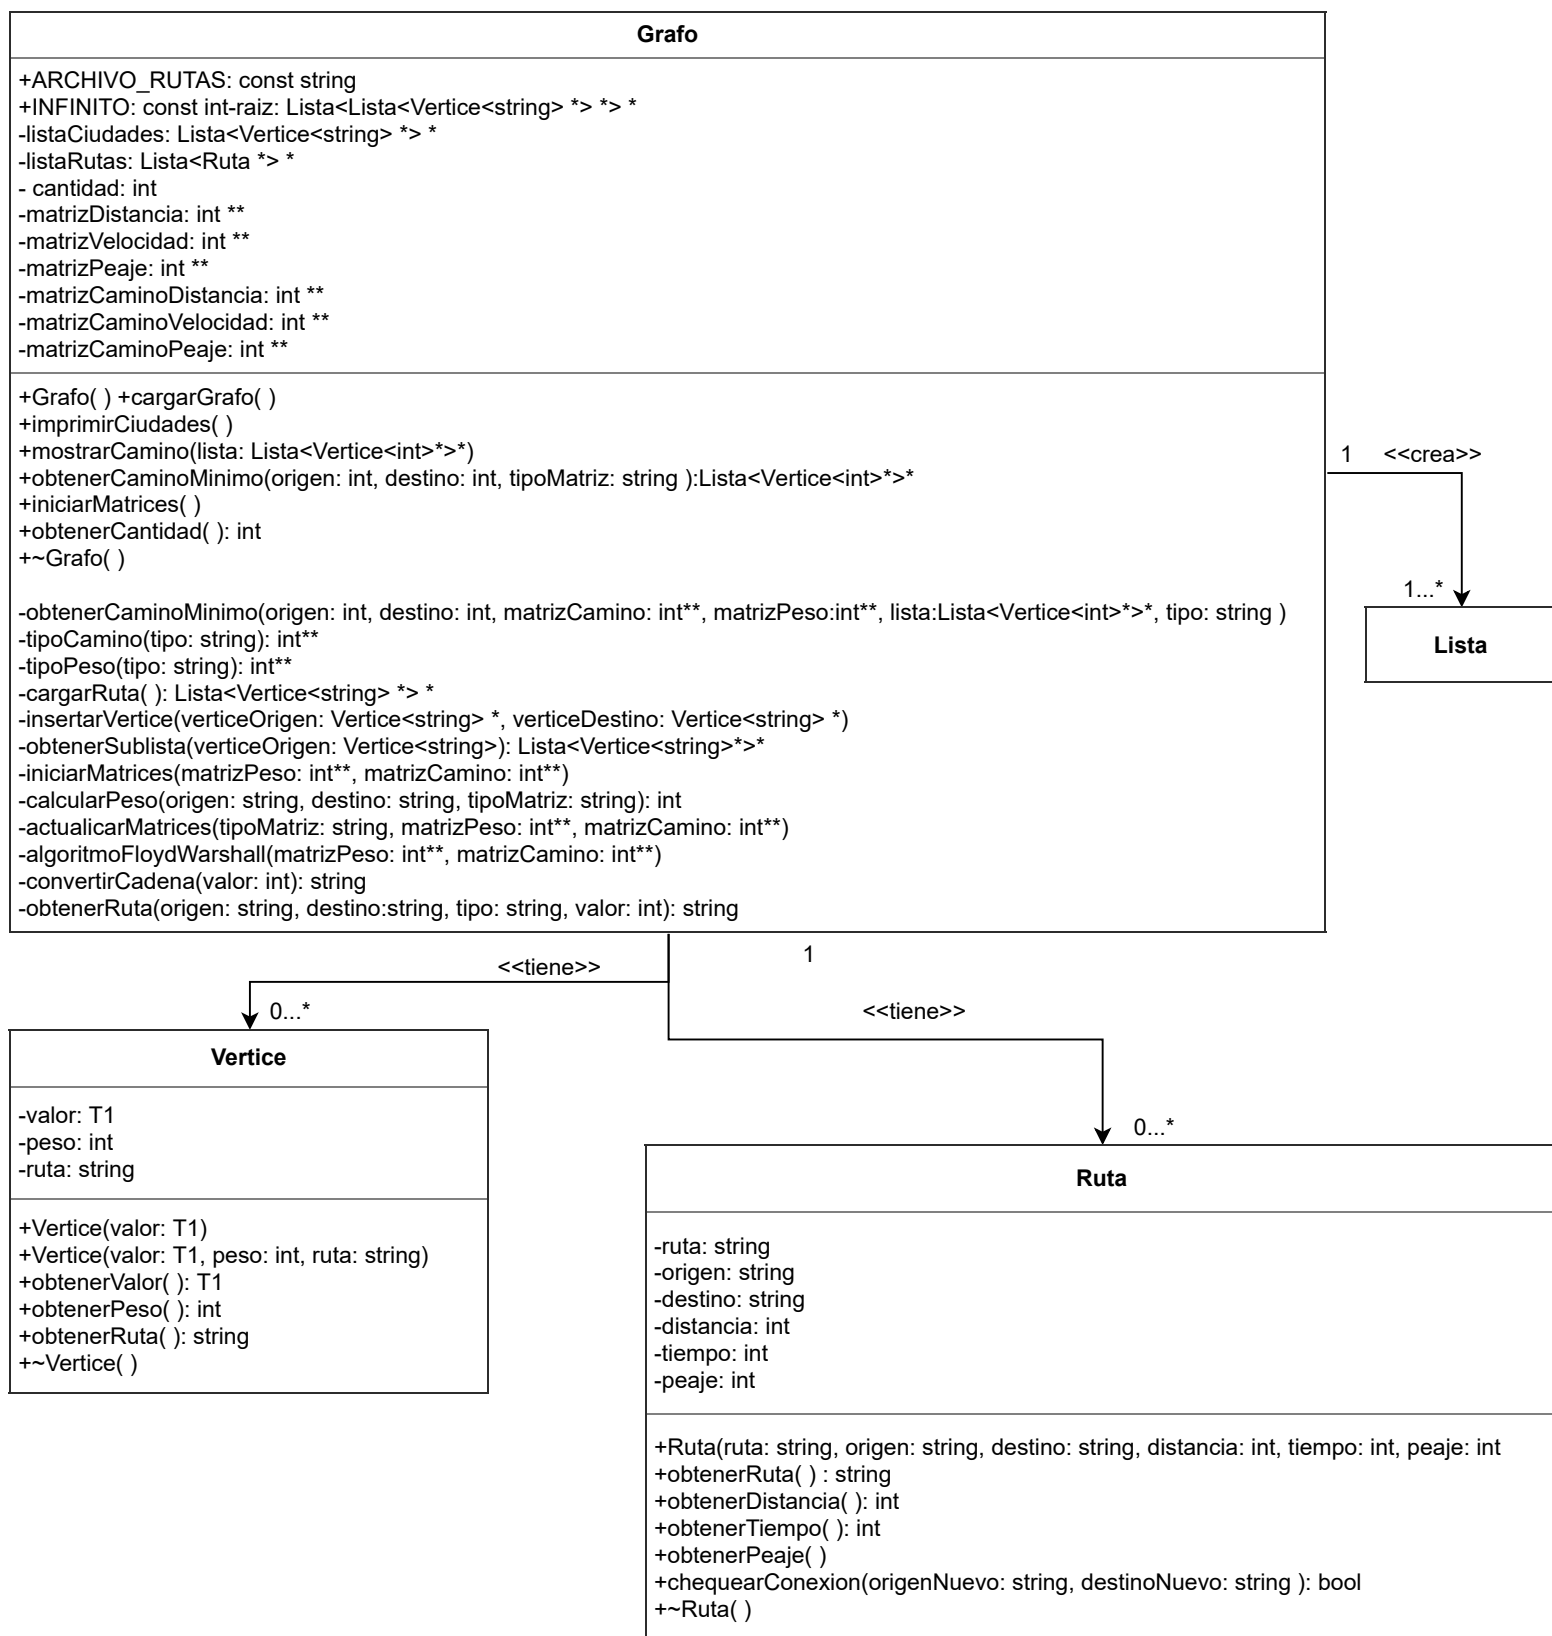 Grafo
+ARCHIVO_RUTAS: const string
+INFINITO: const int-raiz: Lista<Lista<Vertice<string> *> *> *
-listaCiudades: Lista<Vertice<string> *> *
-listaRutas: Lista<Ruta *> *
- cantidad: int
-matrizDistancia: int **
-matrizVelocidad: int **
-matrizPeaje: int **
-matrizCaminoDistancia: int **
-matrizCaminoVelocidad: int **
-matrizCaminoPeaje: int **
+Grafo( ) +cargarGrafo( )
+imprimirCiudades( )
+mostrarCamino(lista: Lista<Vertice<int>*>*)
+obtenerCaminoMinimo(origen: int, destino: int, tipoMatriz: string ):Lista<Vertice<int>*>*
+iniciarMatrices( )
+obtenerCantidad( ): int
+~Grafo( )
-obtenerCaminoMinimo(origen: int, destino: int, matrizCamino: int**, matrizPeso:int**, lista:Lista<Vertice<int>*>*, tipo: string )
-tipoCamino(tipo: string): int**
-tipoPeso(tipo: string): int**
-cargarRuta( ): Lista<Vertice<string> *> *
-insertarVertice(verticeOrigen: Vertice<string> *, verticeDestino: Vertice<string> *)
-obtenerSublista(verticeOrigen: Vertice<string>): Lista<Vertice<string>*>*
-iniciarMatrices(matrizPeso: int**, matrizCamino: int**)
-calcularPeso(origen: string, destino: string, tipoMatriz: string): int
-actualicarMatrices(tipoMatriz: string, matrizPeso: int**, matrizCamino: int**)
-algoritmoFloydWarshall(matrizPeso: int**, matrizCamino: int**)
-convertirCadena(valor: int): string
-obtenerRuta(origen: string, destino:string, tipo: string, valor: int): string
1 <<crea>>
1...*
Lista
<<tiene>>
1
0...*
<<tiene>>
Vertice
-valor: T1
-peso: int
-ruta: string
+Vertice(valor: T1)
+Vertice(valor: T1, peso: int, ruta: string)
+obtenerValor( ): T1
+obtenerPeso( ): int
+obtenerRuta( ): string
+~Vertice( )
0...*
Ruta
-ruta: string
-origen: string
-destino: string
-distancia: int
-tiempo: int
-peaje: int
+Ruta(ruta: string, origen: string, destino: string, distancia: int, tiempo: int, peaje: int
+obtenerRuta( ) : string
+obtenerDistancia( ): int
+obtenerTiempo( ): int
+obtenerPeaje( )
+chequearConexion(origenNuevo: string, destinoNuevo: string ): bool
+~Ruta( )